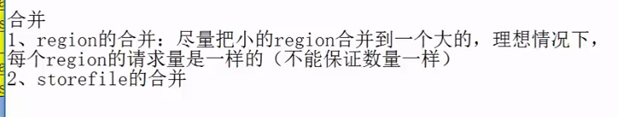 合并
1、region的合并：尽量把小的region合并到一个大的，理想情况下，
每个region的请求量是一样的（不能保证数量一样）
2、storefile的合并